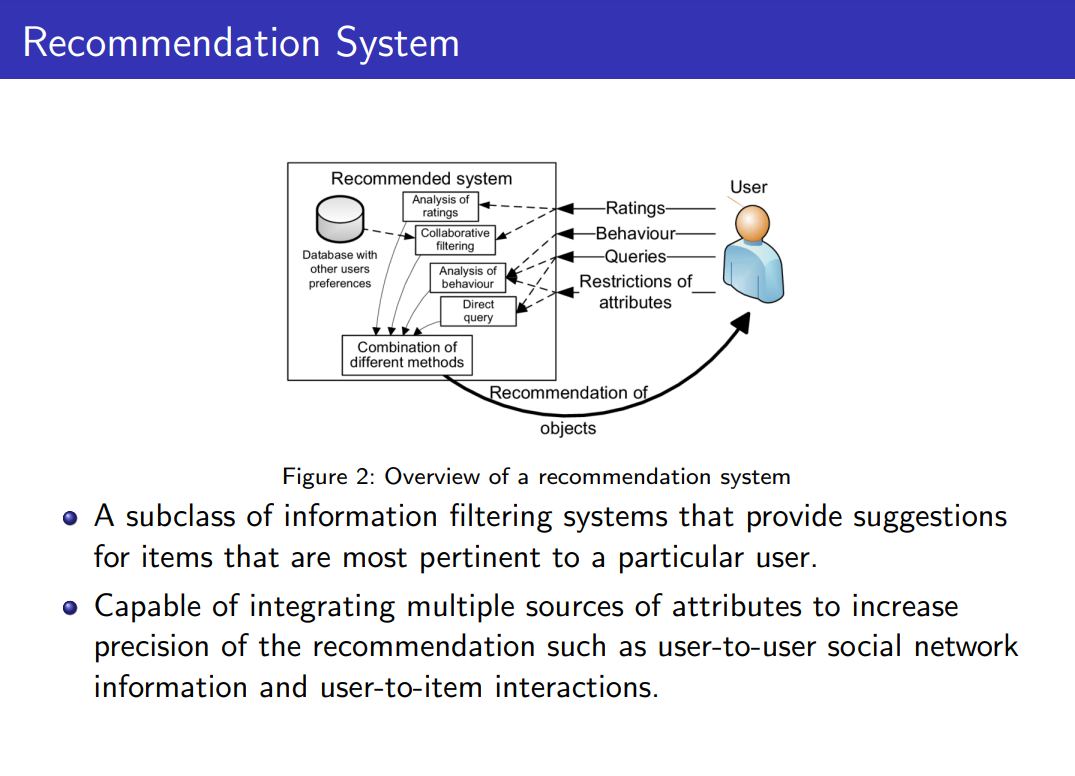 Recommendation System
Recommended system
Analysis of
ratings
Collaborative
filtering
Database with
other users
preferences
Analysis of
behaviour
Direct
query
Combination of
different methods
User
Ratings
Behaviour
Queries
Restrictions of
attributes
Recommendation of
objects
Figure 2: Overview of a recommendation system
A subclass of information filtering systems that provide suggestions
for items that are most pertinent to a particular user.
Capable of integrating multiple sources of attributes to increase
precision of the recommendation such as user-to-user social network
information and user-to-item interactions.